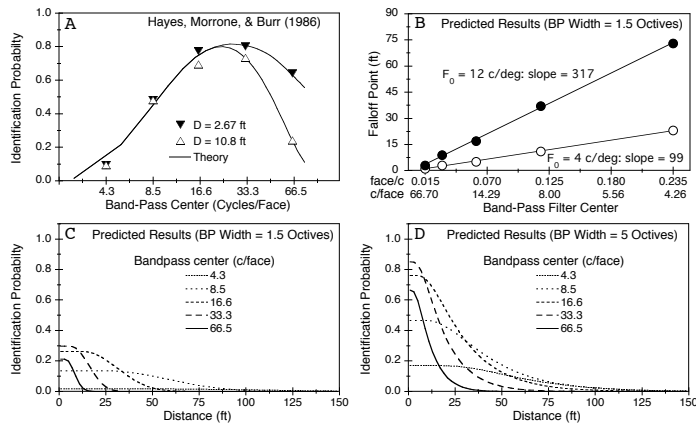 A
Hayes, Morrone, & Burr (1986)
Identification Probabilty
1.0
0.8
0.6
0.4
0.2
0.0
D = 2.67 ft
D = 10.8 ft
Theory
4.3 8.5 16.6 33.3 66.5
Band-Pass Center (Cycles/Face)
B
Predicted Results (BP Width = 1.5 Octives)
Falloff Point (ft)
90
75
60
45
30
15
0
F0 = 12 c/deg: slope = 317
F0 = 4 c/deg: slope = 99
face/c 0.015 0.070 0.125 0.180 0.235
c/face 66.70 14.29 8.00 5.56 4.26
Band-Pass Filter Center
C
Predicted Results (BP Width = 1.5 Octives)
Identification Probabilty
1.0
0.8
0.6
0.4
0.2
0.0
Bandpass center (c/face)
4.3
8.5
16.6
33.3
66.5
0 25 50 75 100 125 150
Distance (ft)
D
Predicted Results (BP Width = 5 Octives)
Identification Probabilty
1.0
0.8
0.6
0.4
0.2
0.0
Bandpass center (c/face)
4.3
8.5
16.6
33.3
66.5
0 25 50 75 100 125 150
Distance (ft)